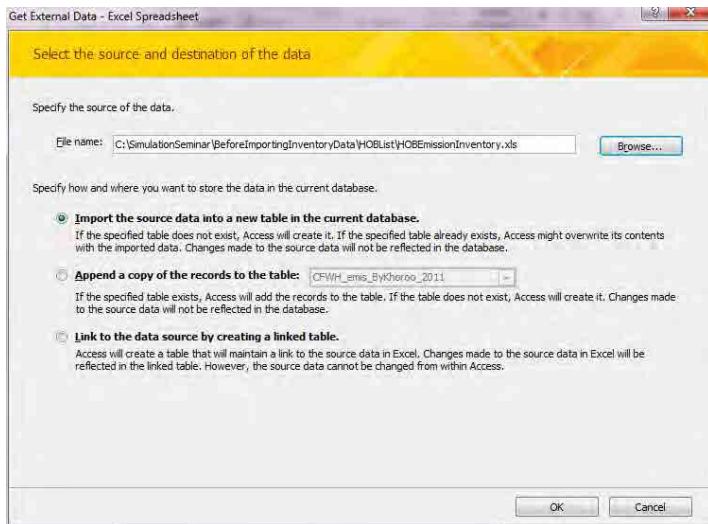 Get External Data - Excel Spreadsheet
Select the source and destination of the data
Specify the source of the data.
File name: C:\SimulationSeminar\BeforeImportingInventoryData\HOBList\HOBEmissionInventory.xls Browse...
Specify how and where you want to store the data in the current database.
Import the source data into a new table in the current database.
If the specified table does not exist, Access will create it. If the specified table already exists, Access might overwrite its contents
with the imported data. Changes made to the source data will not be reflected in the database.
Append a copy of the records to the table: CFWH_emis_ByKhoroo_2011
If the specified table exists, Access will add the records to the table. If the table does not exist, Access will create it. Changes made
to the source data will not be reflected in the database.
Link to the data source by creating a linked table.
Access will create a table that will maintain a link to the source data in Excel. Changes made to the source data in Excel will be
reflected in the linked table. However, the source data cannot be changed from within Access.
OK Cancel